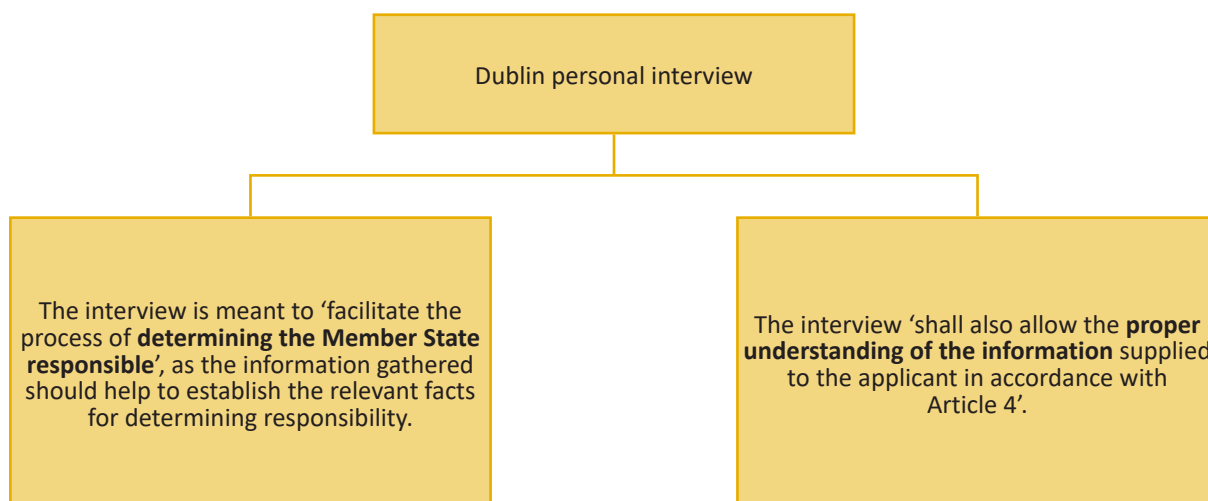 Dublin personal interview
The interview is meant to ‘facilitate the
process of determining the Member State
responsible’, as the information gathered
should help to establish the relevant facts
for determining responsibility.
The interview ‘shall also allow the proper
understanding of the information supplied
to the applicant in accordance with
Article 4’.